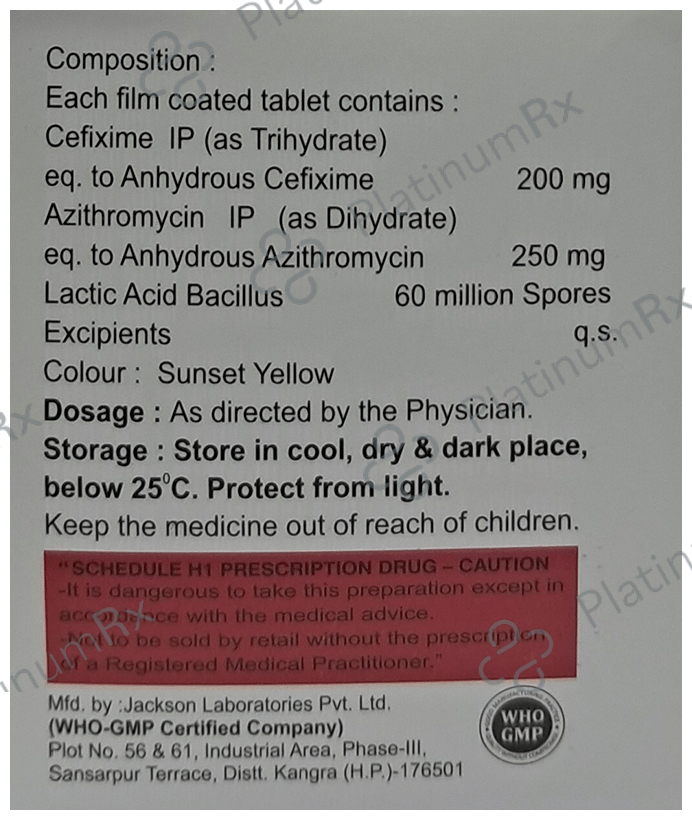 Composition :
Each film coated tablet contains :
Cefixime IP (as Trihydrate)
eq. to Anhydrous Cefixime 200 mg
Azithromycin IP (as Dihydrate)
eq. to Anhydrous Azithromycin 250 mg
Lactic Acid Bacillus 60 million Spores
Excipients q.s.
Colour : Sunset Yellow
Dosage : As directed by the Physician.
Storage : Store in cool, dry & dark place,
below 25⁰C. Protect from light.
Keep the medicine out of reach of children.
"SCHEDULE H1 PRESCRIPTION DRUG – CAUTION
-It is dangerous to take this preparation except in
accordance with the medical advice.
-Not to be sold by retail without the prescription
of a Registered Medical Practitioner."
Mfd. by :Jackson Laboratories Pvt. Ltd.
(WHO-GMP Certified Company)
Plot No. 56 & 61, Industrial Area, Phase-III,
Sansarpur Terrace, Distt. Kangra (H.P.)-176501
WHO
GMP
PlatinumRx